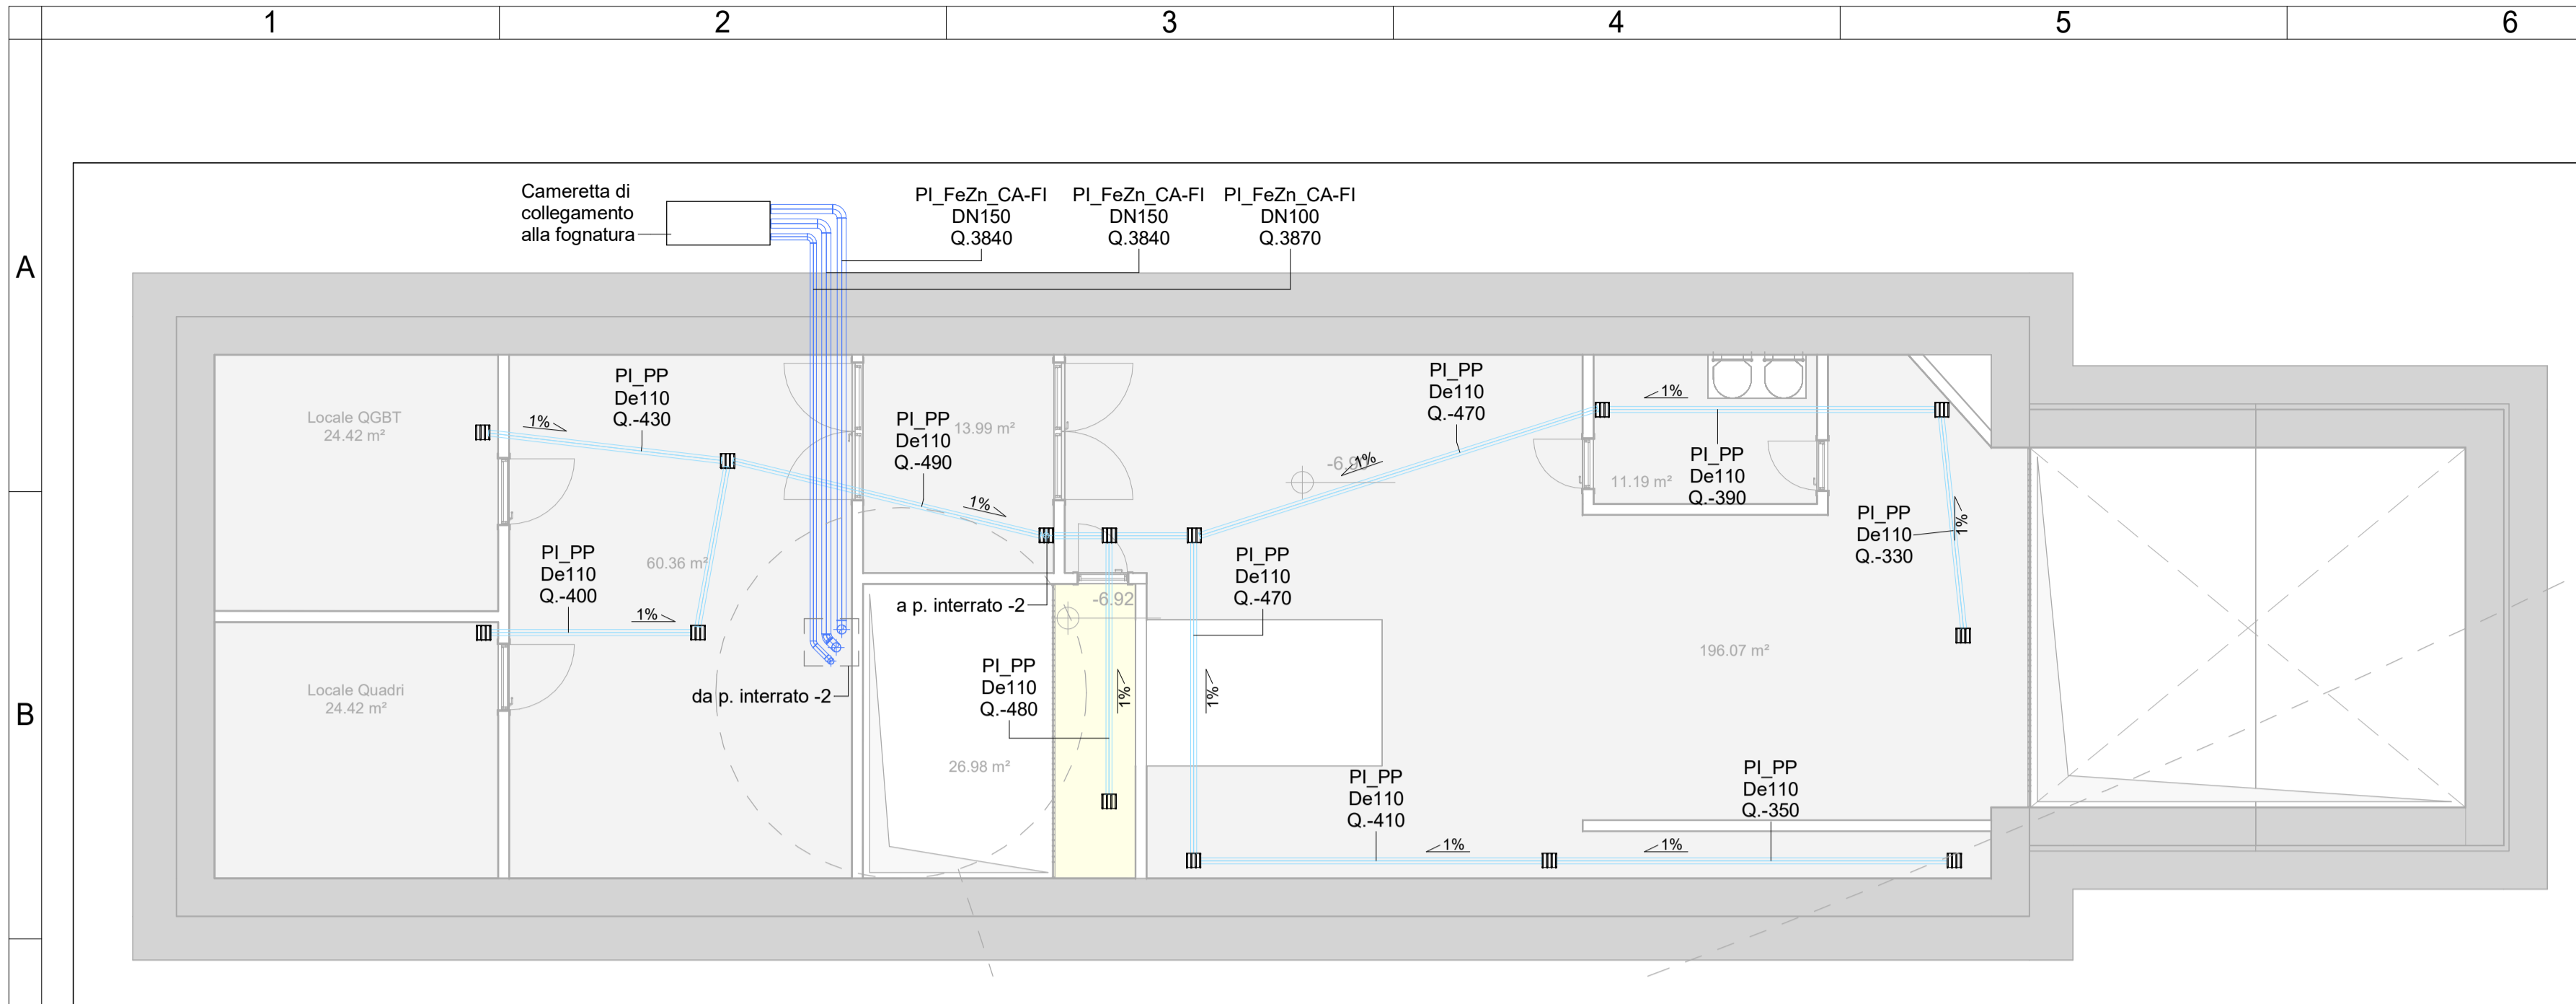 1
2
3
4
5
6
A
B
Cameretta di
collegamento
alla fognatura
PI_FeZn_CA-FI
DN150
Q.3840
PI_FeZn_CA-FI
DN150
Q.3840
PI_FeZn_CA-FI
DN100
Q.3870
Locale QGBT
24.42 m²
1%
PI_PP
De110
Q.-430
PI_PP
De110
Q.-490
13.99 m²
1%
PI_PP
De110
Q.-470
1%
1%
PI_PP
De110
Q.-390
11.19 m²
PI_PP
De110
Q.-330
1%
60.36 m²
PI_PP
De110
Q.-400
1%
a p. interrato -2
-6.92
PI_PP
De110
Q.-470
Locale Quadri
24.42 m²
da p. interrato -2
PI_PP
De110
Q.-480
1%
1%
196.07 m²
26.98 m²
PI_PP
De110
Q.-410
1%
PI_PP
De110
Q.-350
1%